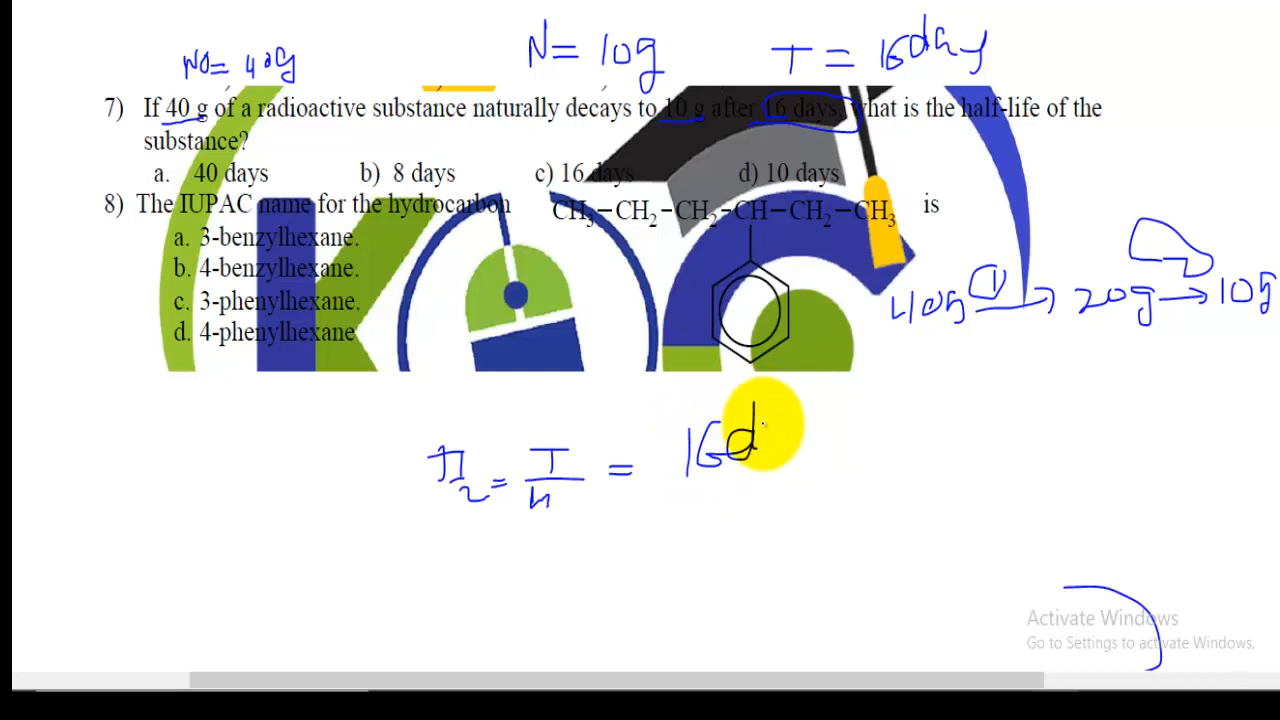 N0= 40g N= 10g T = 16days
7) If 40 g of a radioactive substance naturally decays to 10 g after 16 days, what is the half-life of the
substance?
a. 40 days b) 8 days c) 16 days d) 10 days
8) The IUPAC name for the hydrocarbon CH3−CH2−CH2−CH−CH2−CH3 is
a. 3-benzylhexane.
b. 4-benzylhexane.
c. 3-phenylhexane.
d. 4-phenylhexane
40g 1 → 20g → 10g
T1/2 = T/n = 16d
Activate Windows
Go to Settings to activate Windows.